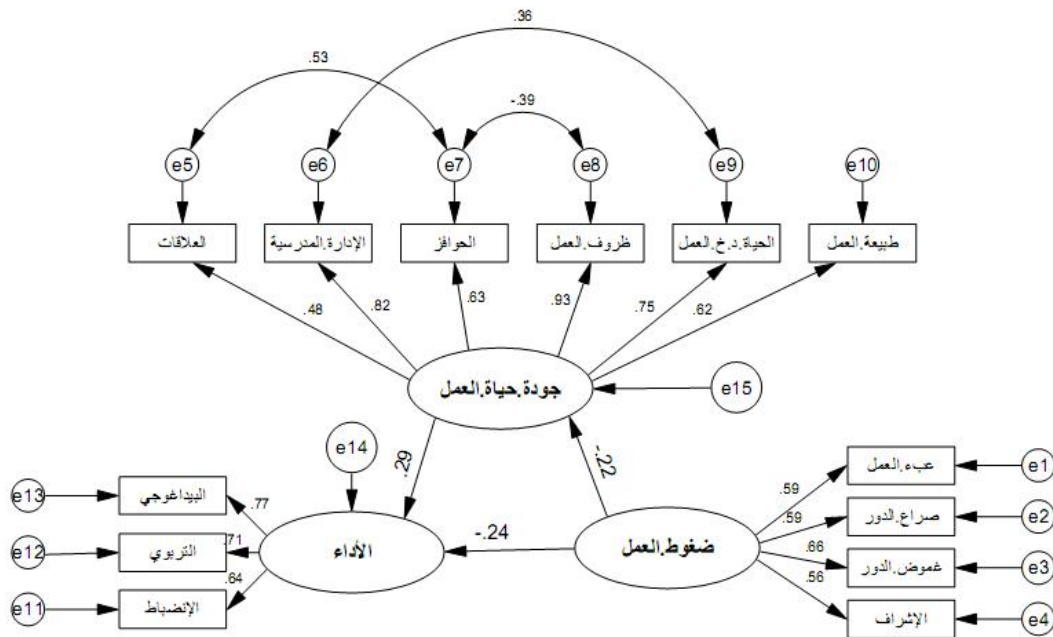 .36
.53
-.39
e5
e6
e7
e8
e9
e10
العلاقات
الإدارة.المدرسية
الحوافز
ظروف.العمل
الحياة.د.خ.العمل
طبيعة.العمل
.48
.82
.63
.93
.75
.62
جودة.حياة.العمل
e15
e14
.29
-.22
e13
البيداغوجي
.77
e12
التربوي
.71
e11
الإنضباط
.64
الأداء
-.24
ضغوط.العمل
.59
عبء.العمل
e1
.59
صراع.الدور
e2
.66
غموض.الدور
e3
.56
الإشراف
e4